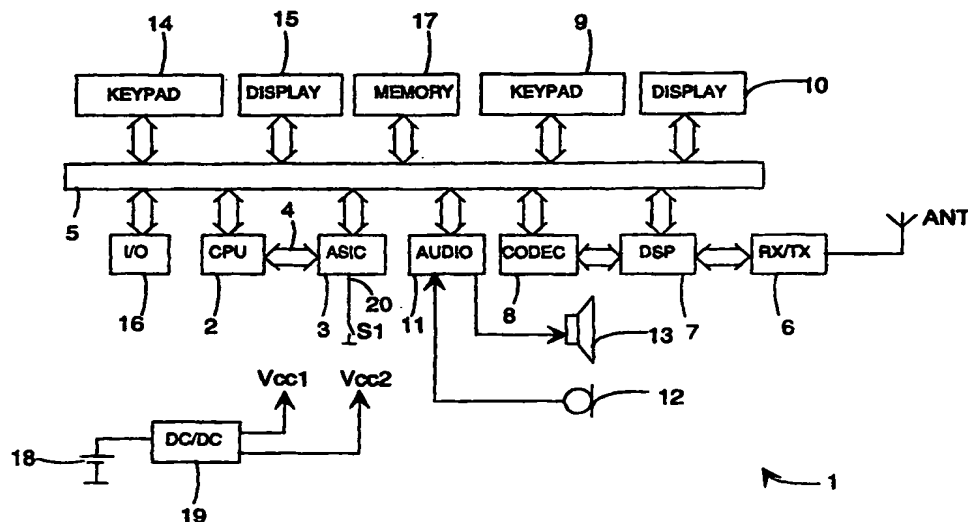 14 15 17 9
KEYPAD DISPLAY MEMORY KEYPAD DISPLAY 10
5 4 ANT
I/O CPU ASIC AUDIO CODEC DSP RX/TX
20
16 2 3 S1 11 8 7 6
13
Vcc1 Vcc2
12
DC/DC
18
19
1